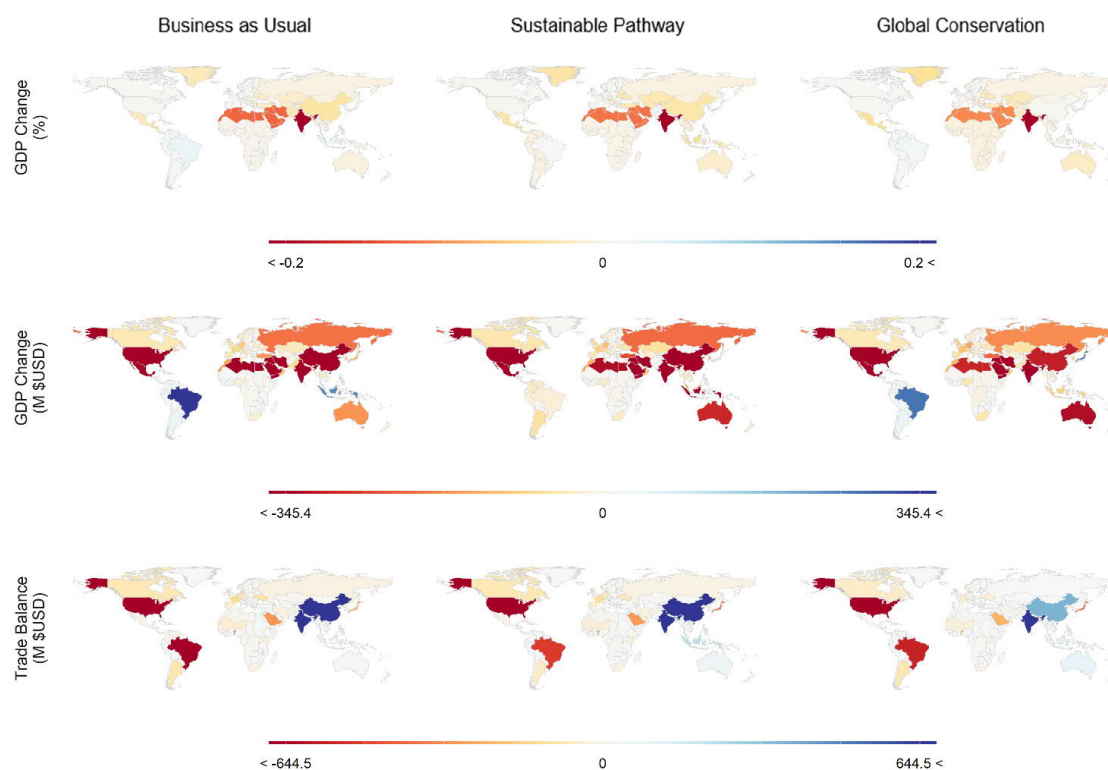 Business as Usual
Sustainable Pathway
Global Conservation
GDP Change
(%)
< -0.2
0
0.2 <
GDP Change
(M $USD)
< -345.4
0
345.4 <
Trade Balance
(M $USD)
< -644.5
0
644.5 <